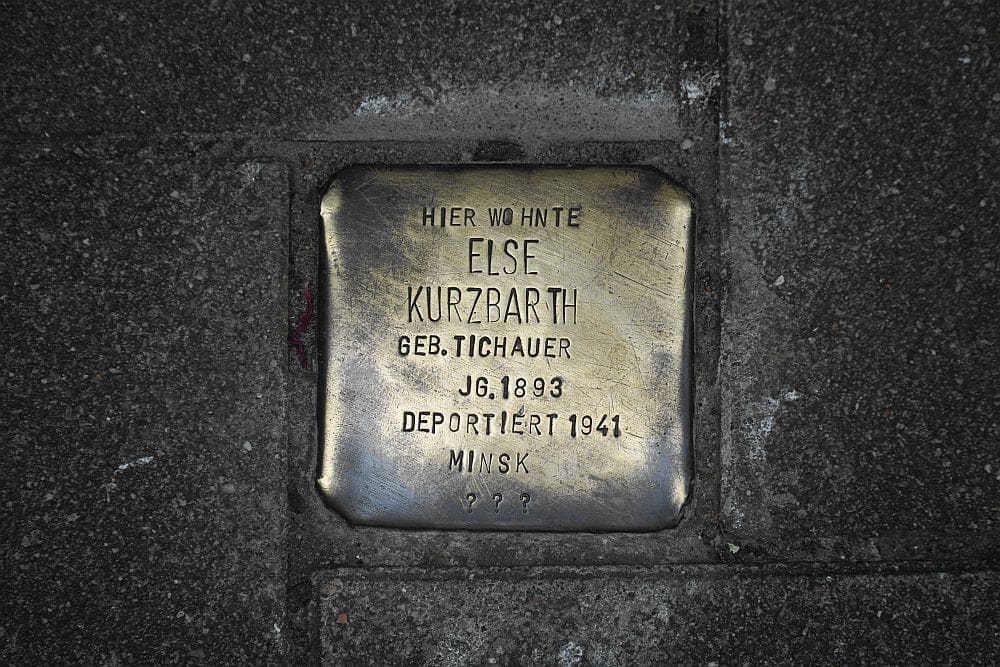 HIER WOHNTE
ELSE
KURZBARTH
GEB. TICHAUER
JG. 1893
DEPORTIERT 1941
MINSK
? ? ?